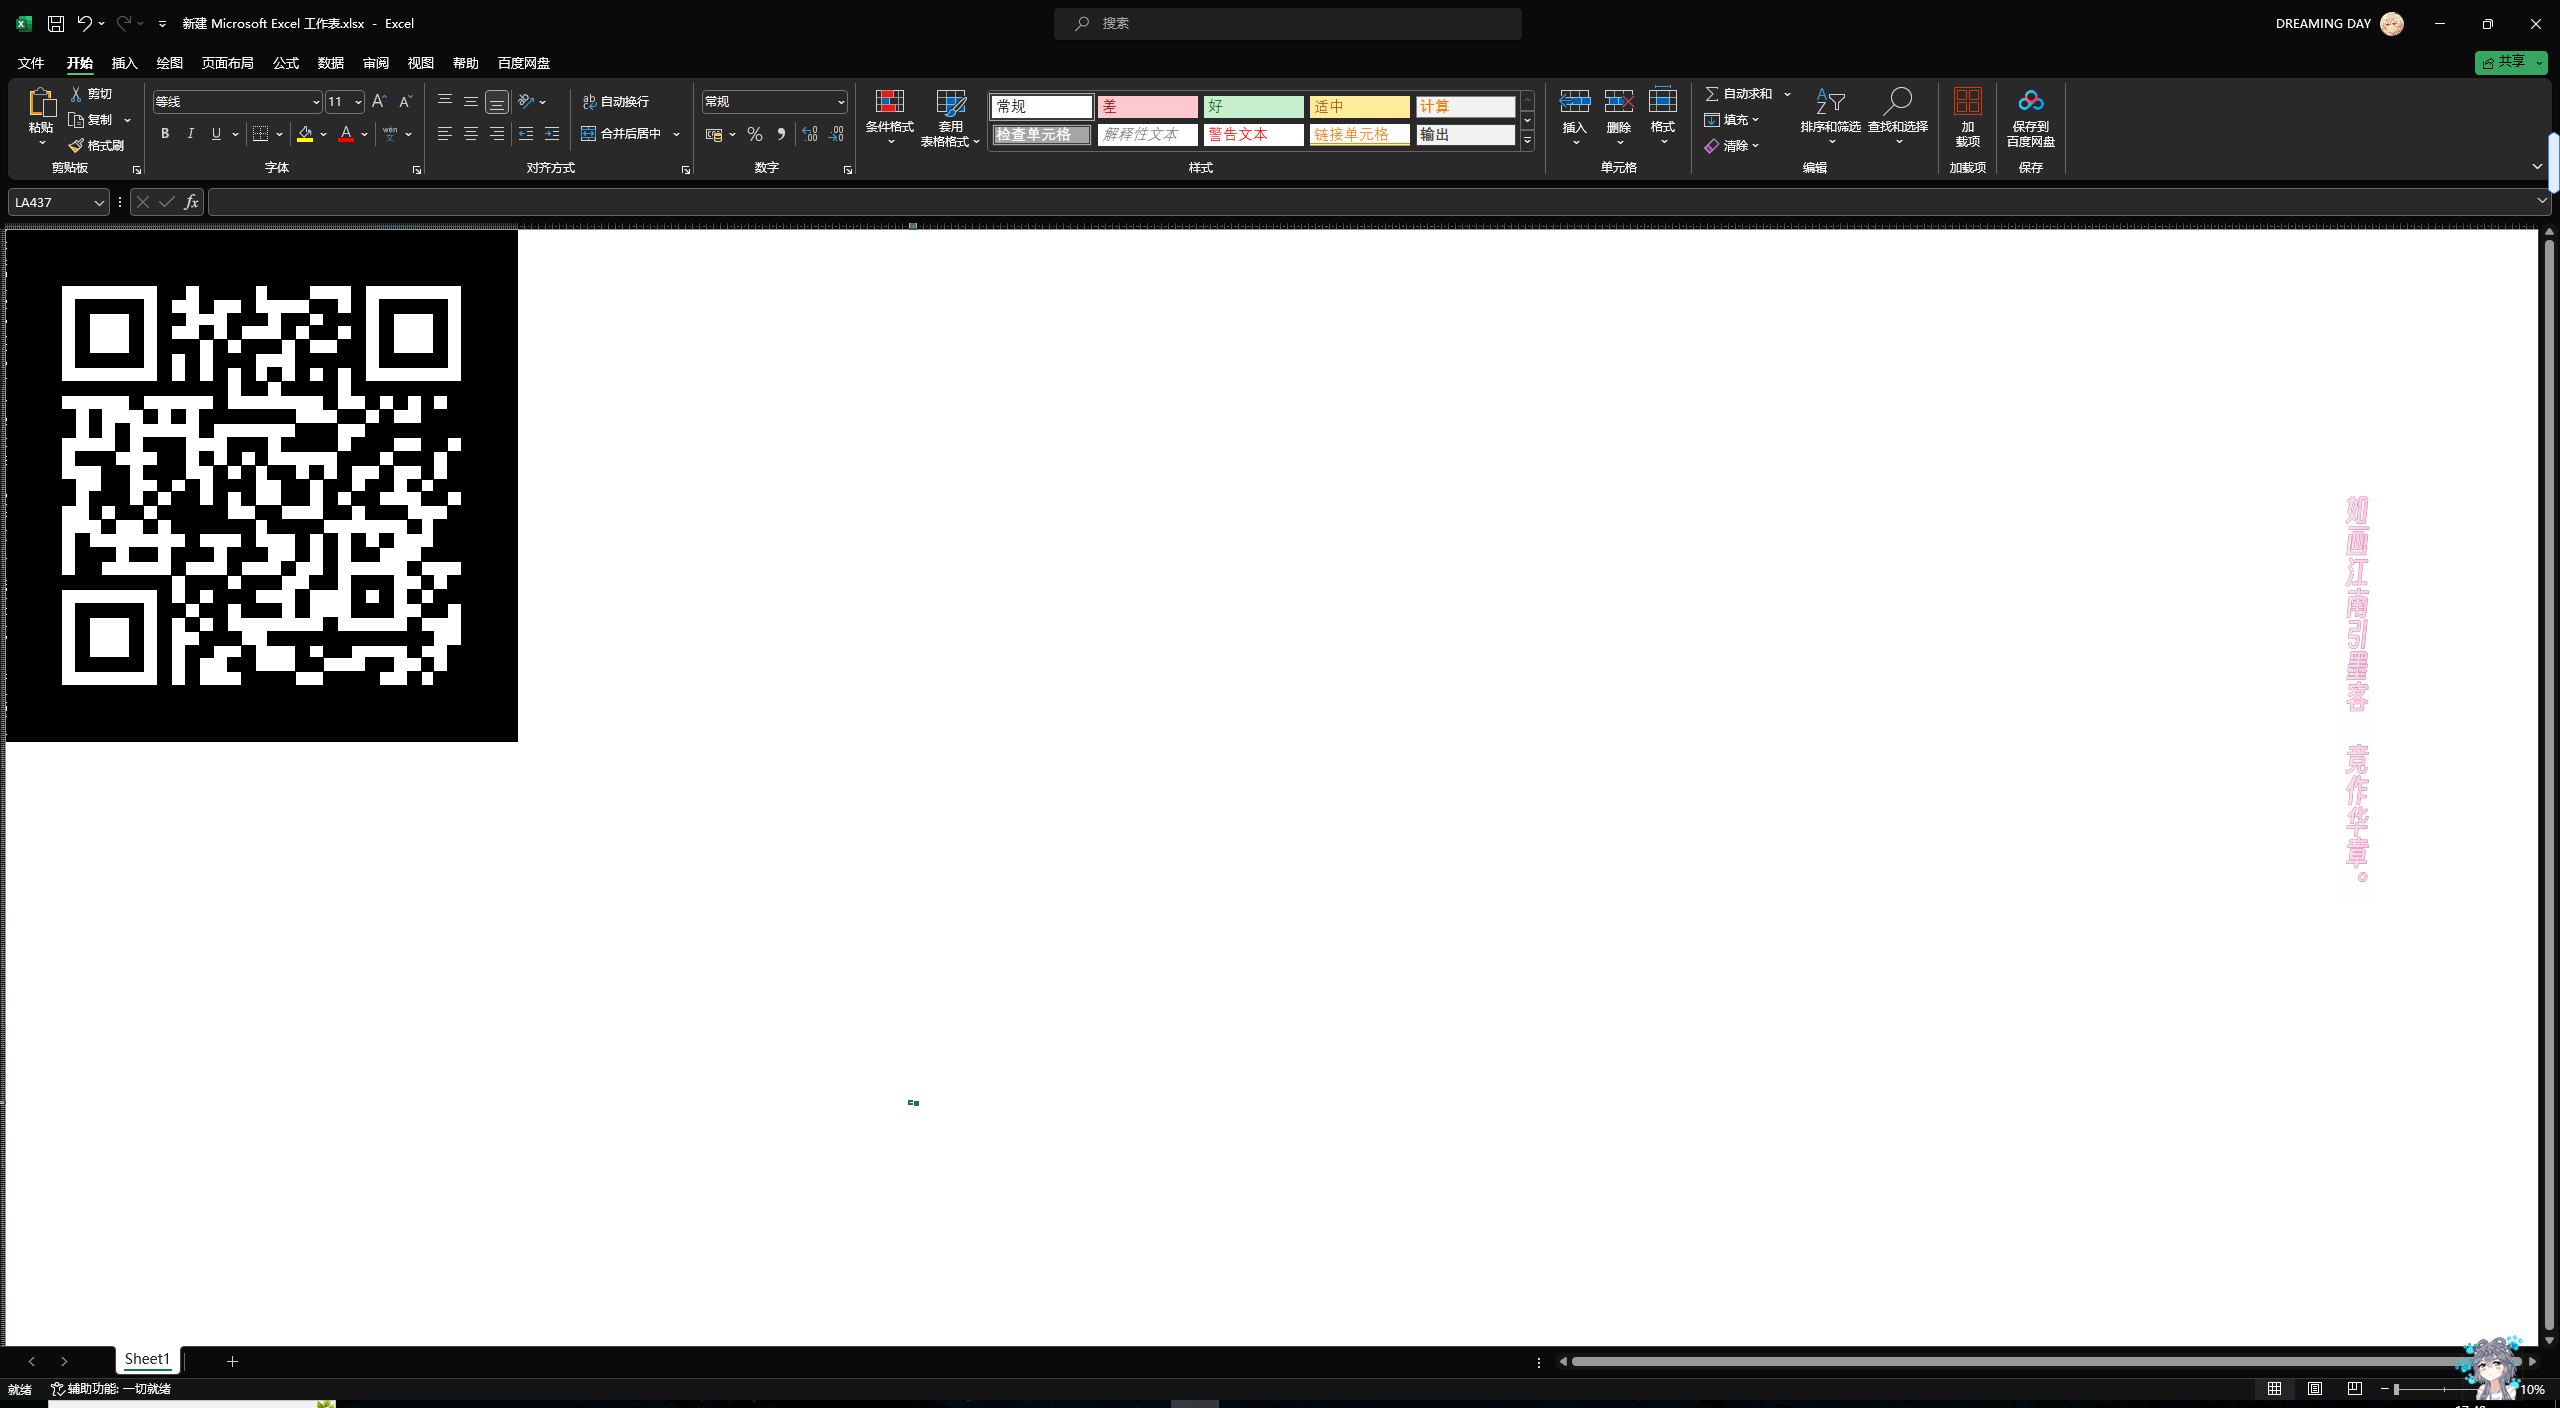 新建 Microsoft Excel 工作表.xlsx - Excel
搜索
DREAMING DAY
文件 开始 插入 绘图 页面布局 公式 数据 审阅 视图 帮助 百度网盘
共享
粘贴
剪切
复制
格式刷
剪贴板
等线 11
B I U
wén
文
字体
自动换行
合并后居中
对齐方式
常规
数字
条件格式
套用
表格格式
常规 差 好 适中 计算
检查单元格 解释性文本 警告文本 链接单元格 输出
样式
插入 删除 格式
单元格
自动求和
填充
清除
排序和筛选 查找和选择
编辑
加
载项
加载项
保存到
百度网盘
保存
LA437
fx
如画江南引墨客 竞作华章。
Sheet1
就绪 辅助功能: 一切就绪
10%